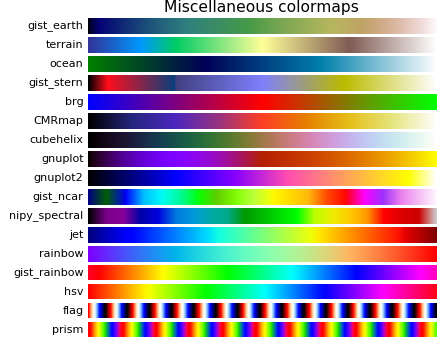 Miscellaneous colormaps
gist_earth
terrain
ocean
gist_stern
brg
CMRmap
cubehelix
gnuplot
gnuplot2
gist_ncar
nipy_spectral
jet
rainbow
gist_rainbow
hsv
flag
prism